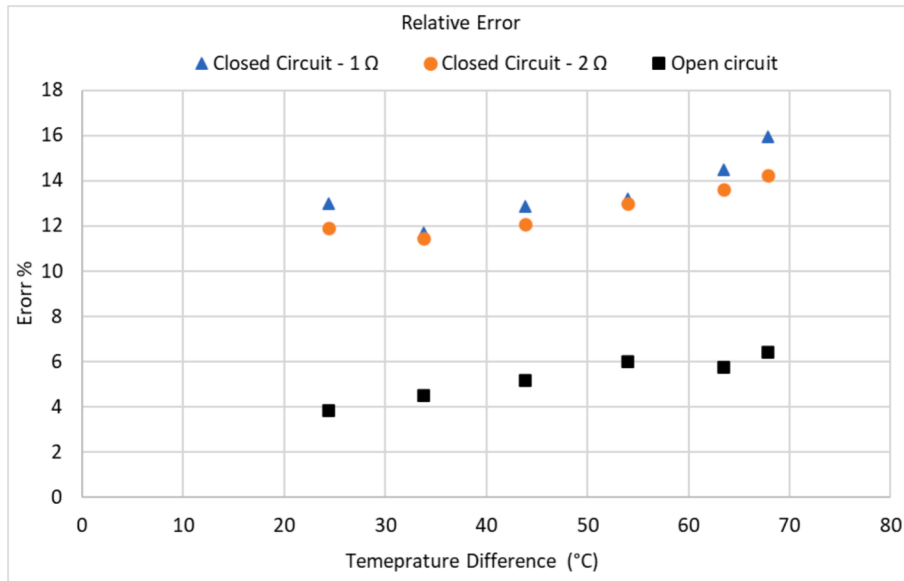 Relative Error
Closed Circuit - 1 Ω Closed Circuit - 2 Ω Open circuit
18
16
14
12
10
8
6
4
2
0
Erorr %
0 10 20 30 40 50 60 70 80
Temeprature Difference (°C)